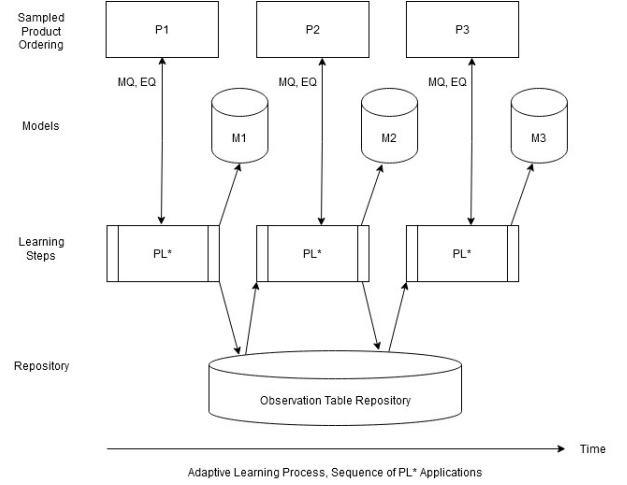 Sampled
Product
Ordering
P1
P2
P3
MQ, EQ
MQ, EQ
MQ, EQ
Models
M1
M2
M3
Learning
Steps
PL*
PL*
PL*
Repository
Observation Table Repository
Time
Adaptive Learning Process, Sequence of PL* Applications